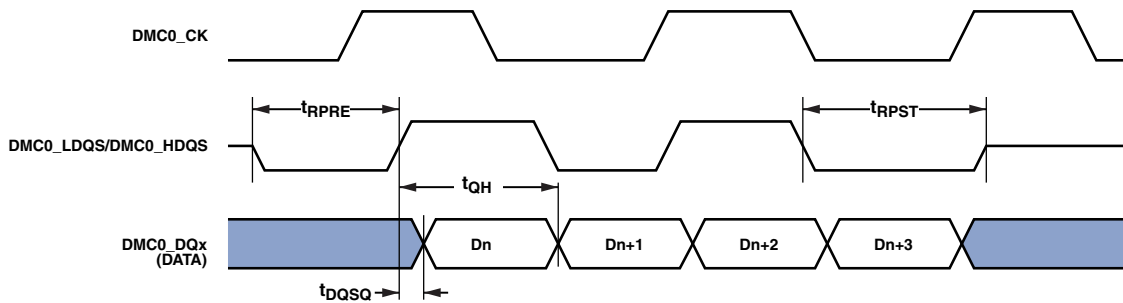 DMC0_CK
tRPRE
tRPST
DMC0_LDQS/DMC0_HDQS
tQH
DMC0_DQx
(DATA)
Dn
Dn+1
Dn+2
Dn+3
tDQSQ